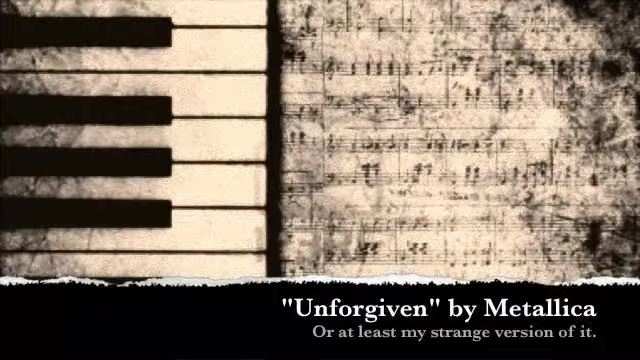 "Unforgiven" by Metallica
Or at least my strange version of it.